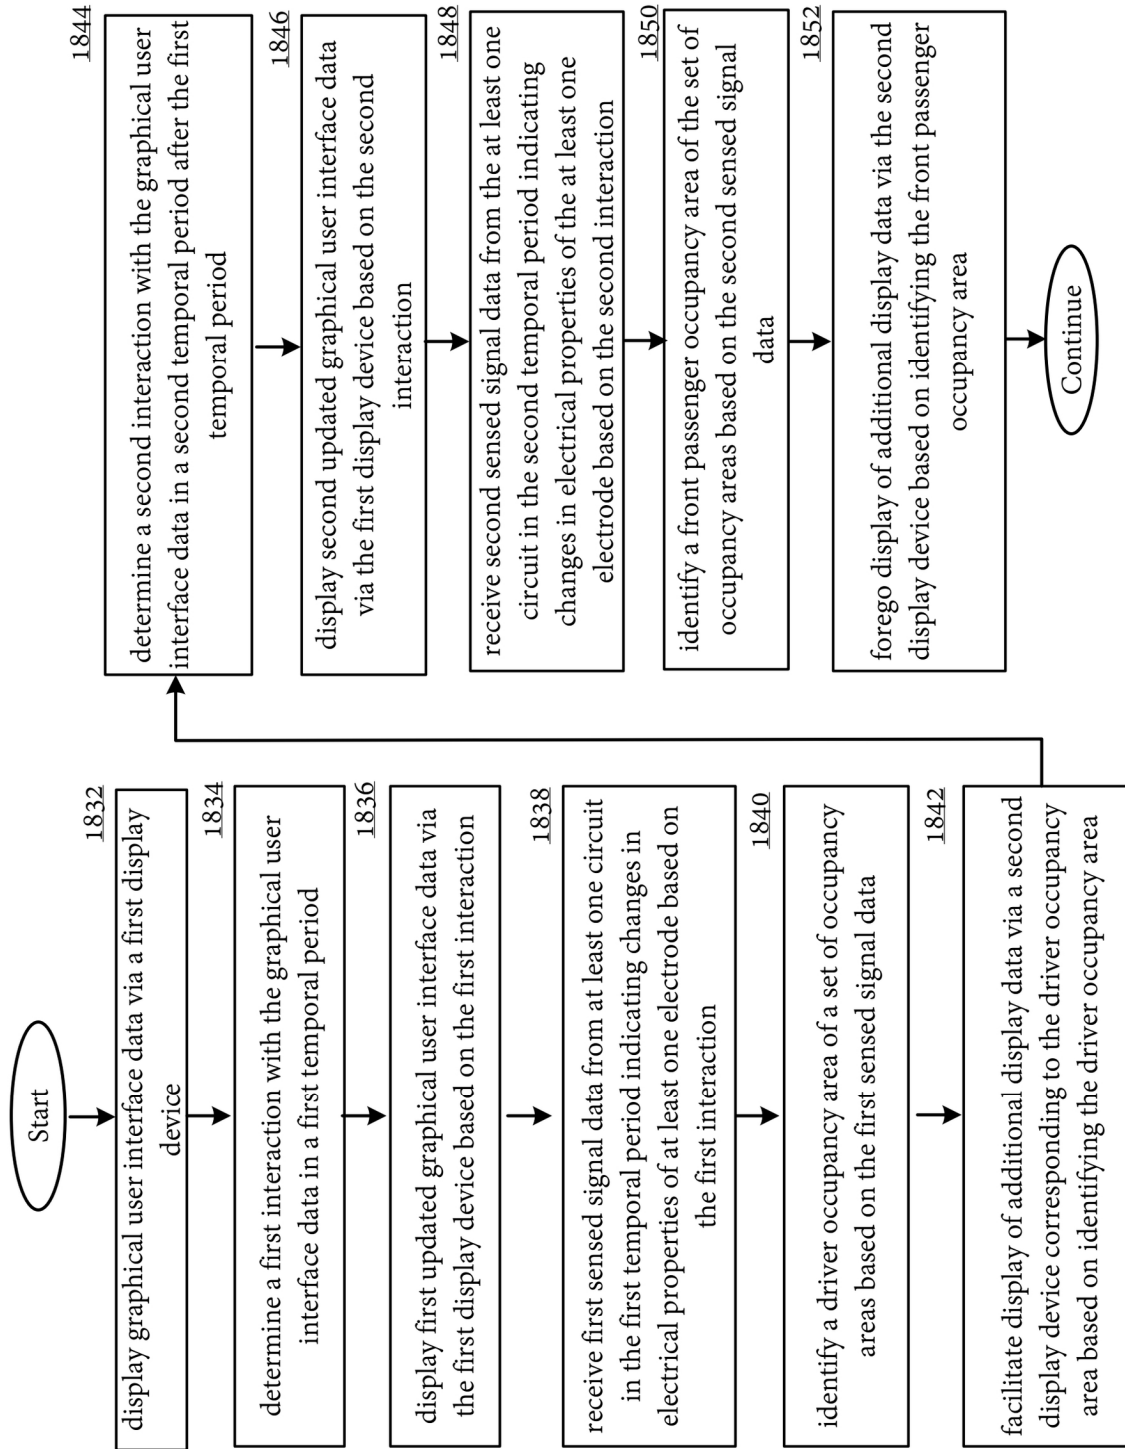 Start
1832
display graphical user interface data via a first display
device
1834
determine a first interaction with the graphical user
interface data in a first temporal period
1836
display first updated graphical user interface data via
the first display device based on the first interaction
1838
receive first sensed signal data from at least one circuit
in the first temporal period indicating changes in
electrical properties of at least one electrode based on
the first interaction
1840
identify a driver occupancy area of a set of occupancy
areas based on the first sensed signal data
1842
facilitate display of additional display data via a second
display device corresponding to the driver occupancy
area based on identifying the driver occupancy area
1844
determine a second interaction with the graphical user
interface data in a second temporal period after the first
temporal period
1846
display second updated graphical user interface data
via the first display device based on the second
interaction
1848
receive second sensed signal data from the at least one
circuit in the second temporal period indicating
changes in electrical properties of the at least one
electrode based on the second interaction
1850
identify a front passenger occupancy area of the set of
occupancy areas based on the second sensed signal
data
1852
forego display of additional display data via the second
display device based on identifying the front passenger
occupancy area
Continue